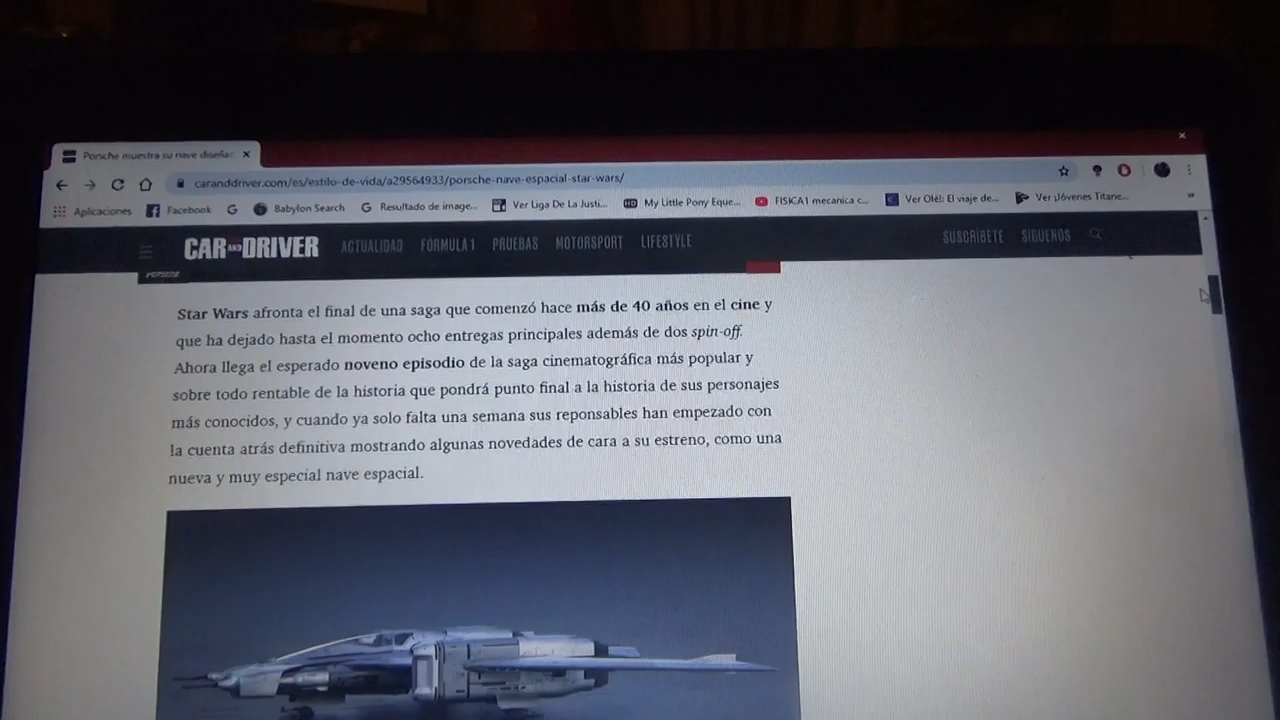 Porsche muestra su nave diseña
caranddriver.com/es/estilo-de-vida/a29564933/porsche-nave-espacial-star-wars/
Aplicaciones Facebook Babylon Search Resultado de image... Ver Liga De La Justi... My Little Pony Eque... FISICA1 mecanica c... Ver Olé!: El viaje de... Ver ¡Jóvenes Titane...
CAR AND DRIVER ACTUALIDAD FÓRMULA 1 PRUEBAS MOTORSPORT LIFESTYLE SUSCRÍBETE SÍGUENOS
Star Wars afronta el final de una saga que comenzó hace más de 40 años en el cine y
que ha dejado hasta el momento ocho entregas principales además de dos spin-off.
Ahora llega el esperado noveno episodio de la saga cinematográfica más popular y
sobre todo rentable de la historia que pondrá punto final a la historia de sus personajes
más conocidos, y cuando ya solo falta una semana sus reponsables han empezado con
la cuenta atrás definitiva mostrando algunas novedades de cara a su estreno, como una
nueva y muy especial nave espacial.